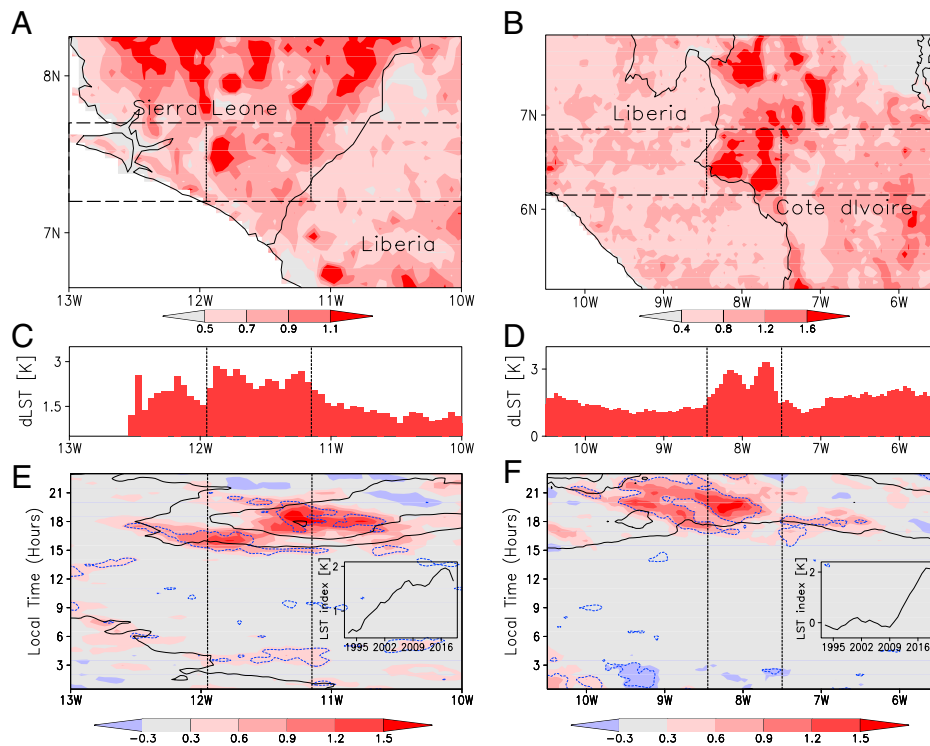 A
B
8N
7N
Sierra Leone
Liberia
13W 12W 11W 10W
0.5 0.7 0.9 1.1
7N
6N
Liberia
Cote dIvoire
10W 9W 8W 7W 6W
0.4 0.8 1.2 1.6
C
D
dLST [K]
3
1.5
13W 12W 11W 10W
dLST [K]
3
0
10W 9W 8W 7W 6W
E
F
Local Time (Hours)
21
18
15
12
9
6
3
LST index [K]
2
1
1995 2002 2009 2016
13W 12W 11W 10W
-0.3 0.3 0.6 0.9 1.2 1.5
Local Time (Hours)
21
18
15
12
9
6
3
LST index [K]
2
0
1995 2002 2009 2016
10W 9W 8W 7W 6W
-0.3 0.3 0.6 0.9 1.2 1.5